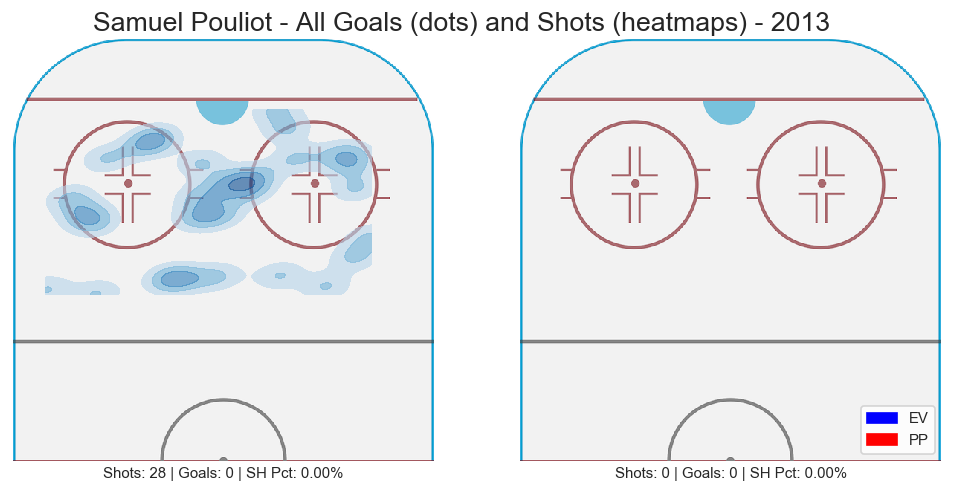 Samuel Pouliot - All Goals (dots) and Shots (heatmaps) - 2013
EV
PP
Shots: 28 | Goals: 0 | SH Pct: 0.00%
Shots: 0 | Goals: 0 | SH Pct: 0.00%